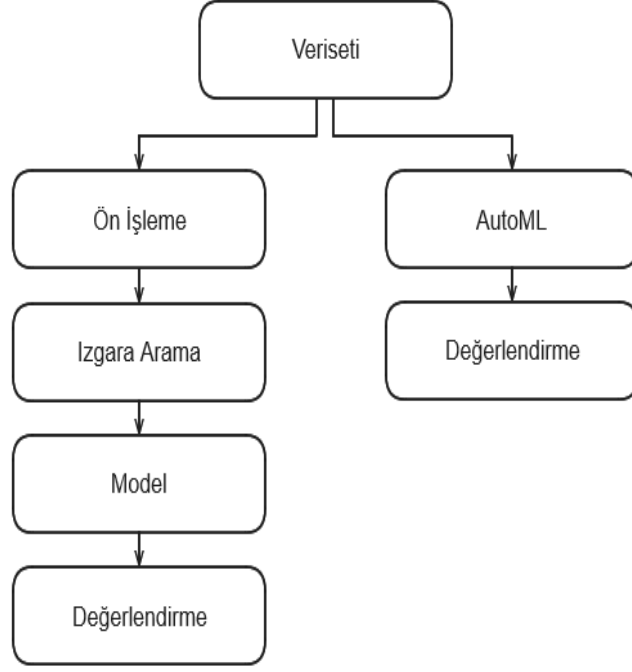 Veriseti
Ön İşleme
AutoML
Izgara Arama
Değerlendirme
Model
Değerlendirme